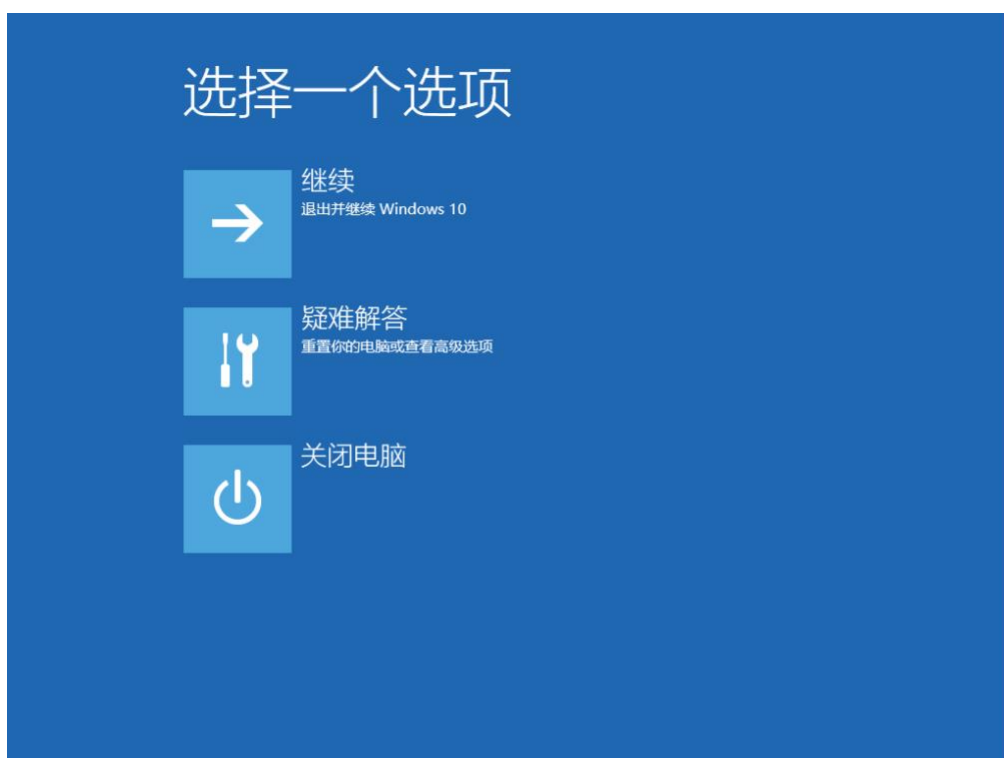 选择一个选项
继续
退出并继续 Windows 10
疑难解答
重置你的电脑或查看高级选项
关闭电脑